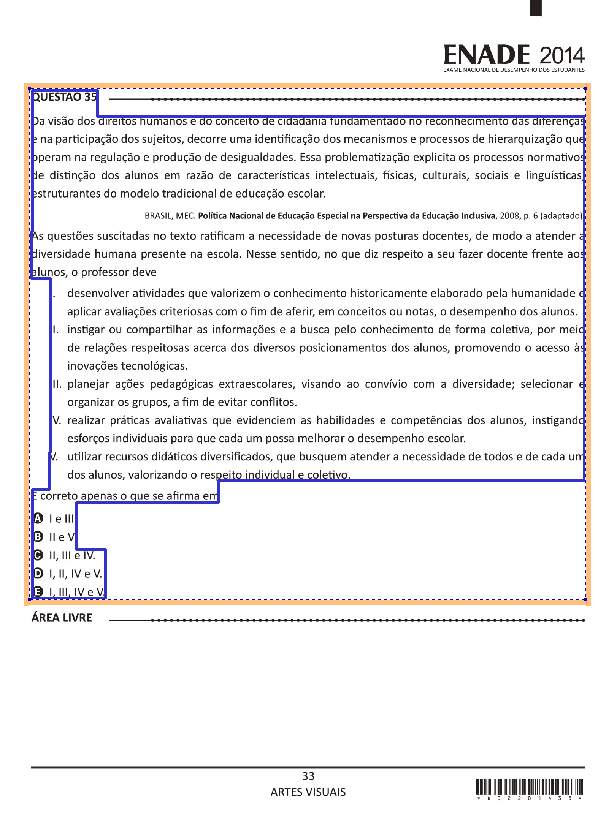 ENADE 2014
EXAME NACIONAL DE DESEMPENHO DOS ESTUDANTES
QUESTÃO 35
Da visão dos direitos humanos e do conceito de cidadania fundamentado no reconhecimento das diferenças
e na participação dos sujeitos, decorre uma identificação dos mecanismos e processos de hierarquização que
operam na regulação e produção de desigualdades. Essa problematização explicita os processos normativos
de distinção dos alunos em razão de características intelectuais, físicas, culturais, sociais e linguísticas,
estruturantes do modelo tradicional de educação escolar.
BRASIL, MEC. Política Nacional de Educação Especial na Perspectiva da Educação Inclusiva, 2008, p. 6 (adaptado).
As questões suscitadas no texto ratificam a necessidade de novas posturas docentes, de modo a atender a
diversidade humana presente na escola. Nesse sentido, no que diz respeito a seu fazer docente frente aos
alunos, o professor deve
I. desenvolver atividades que valorizem o conhecimento historicamente elaborado pela humanidade e
aplicar avaliações criteriosas com o fim de aferir, em conceitos ou notas, o desempenho dos alunos.
II. instigar ou compartilhar as informações e a busca pelo conhecimento de forma coletiva, por meio
de relações respeitosas acerca dos diversos posicionamentos dos alunos, promovendo o acesso às
inovações tecnológicas.
III. planejar ações pedagógicas extraescolares, visando ao convívio com a diversidade; selecionar e
organizar os grupos, a fim de evitar conflitos.
IV. realizar práticas avaliativas que evidenciem as habilidades e competências dos alunos, instigando
esforços individuais para que cada um possa melhorar o desempenho escolar.
V. utilizar recursos didáticos diversificados, que busquem atender a necessidade de todos e de cada um
dos alunos, valorizando o respeito individual e coletivo.
É correto apenas o que se afirma em
A I e III.
B II e V.
C II, III e IV.
D I, II, IV e V.
E I, III, IV e V.
ÁREA LIVRE
33
ARTES VISUAIS